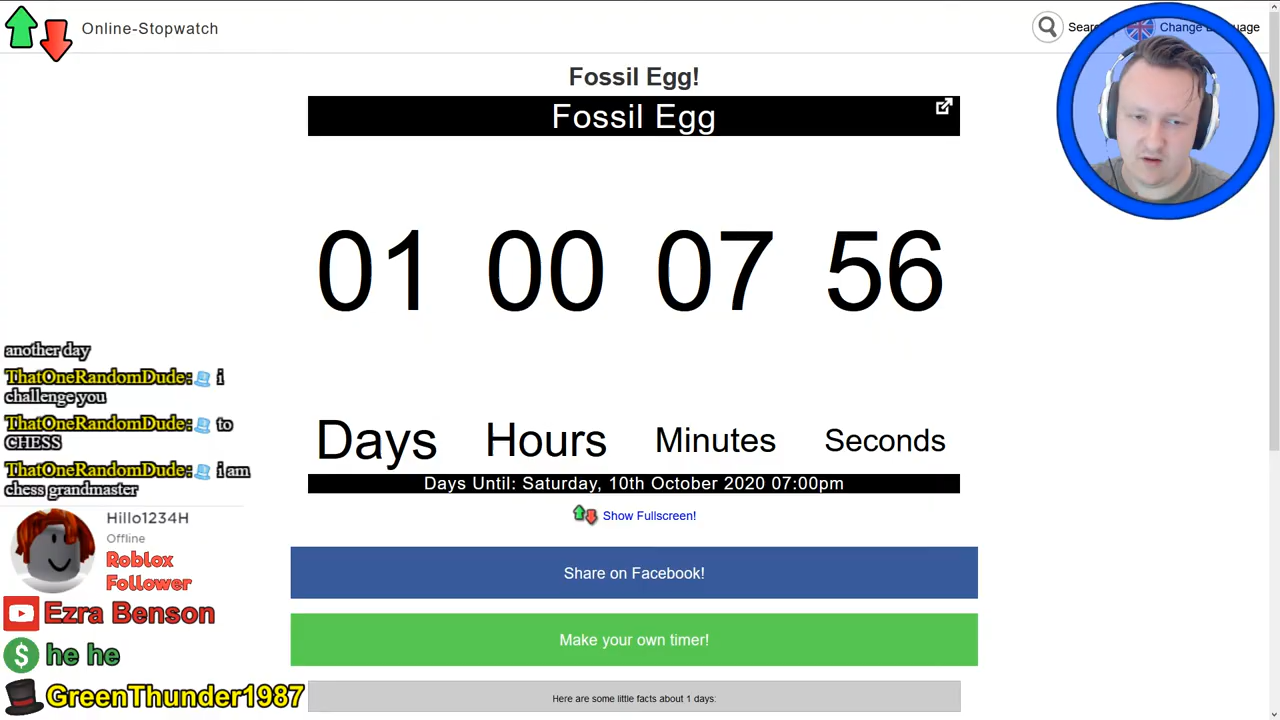 Online-Stopwatch
Change Language
Fossil Egg!
Fossil Egg
01 00 07 56
Days Hours Minutes Seconds
Days Until: Saturday, 10th October 2020 07:00pm
Show Fullscreen!
Share on Facebook!
Make your own timer!
Here are some little facts about 1 days:
another day
ThatOneRandomDude: i
challenge you
ThatOneRandomDude: to
CHESS
ThatOneRandomDude: i am
chess grandmaster
Hillo1234H
Offline
Roblox
Follower
Ezra Benson
he he
GreenThunder1987